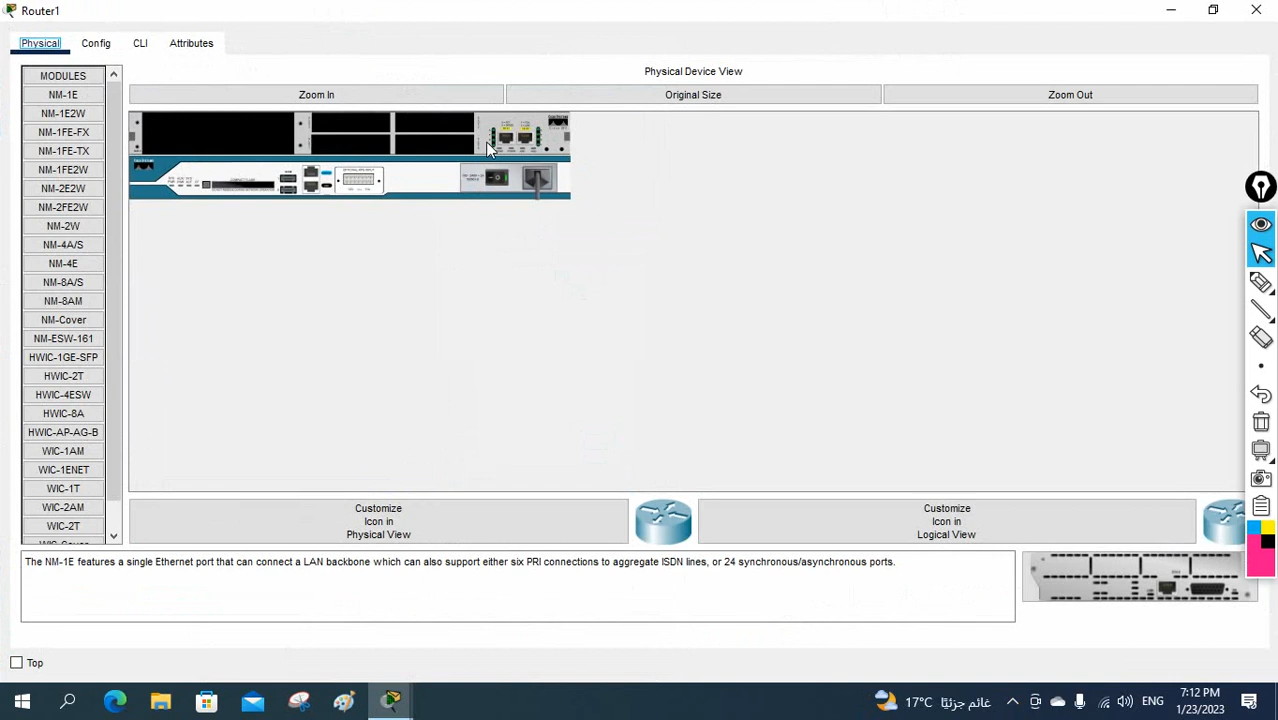 Router1
Physical
Config
CLI
Attributes
MODULES
NM-1E
NM-1E2W
NM-1FE-FX
NM-1FE-TX
NM-1FE2W
NM-2E2W
NM-2FE2W
NM-2W
NM-4A/S
NM-4E
NM-8A/S
NM-8AM
NM-Cover
NM-ESW-161
HWIC-1GE-SFP
HWIC-2T
HWIC-4ESW
HWIC-8A
HWIC-AP-AG-B
WIC-1AM
WIC-1ENET
WIC-1T
WIC-2AM
WIC-2T
WIC-Cover
Physical Device View
Zoom In
Original Size
Zoom Out
Customize
Icon in
Physical View
Customize
Icon in
Logical View
The NM-1E features a single Ethernet port that can connect a LAN backbone which can also support either six PRI connections to aggregate ISDN lines, or 24 synchronous/asynchronous ports.
Top
17°C غائم جزئيًا
ENG
7:12 PM
1/23/2023